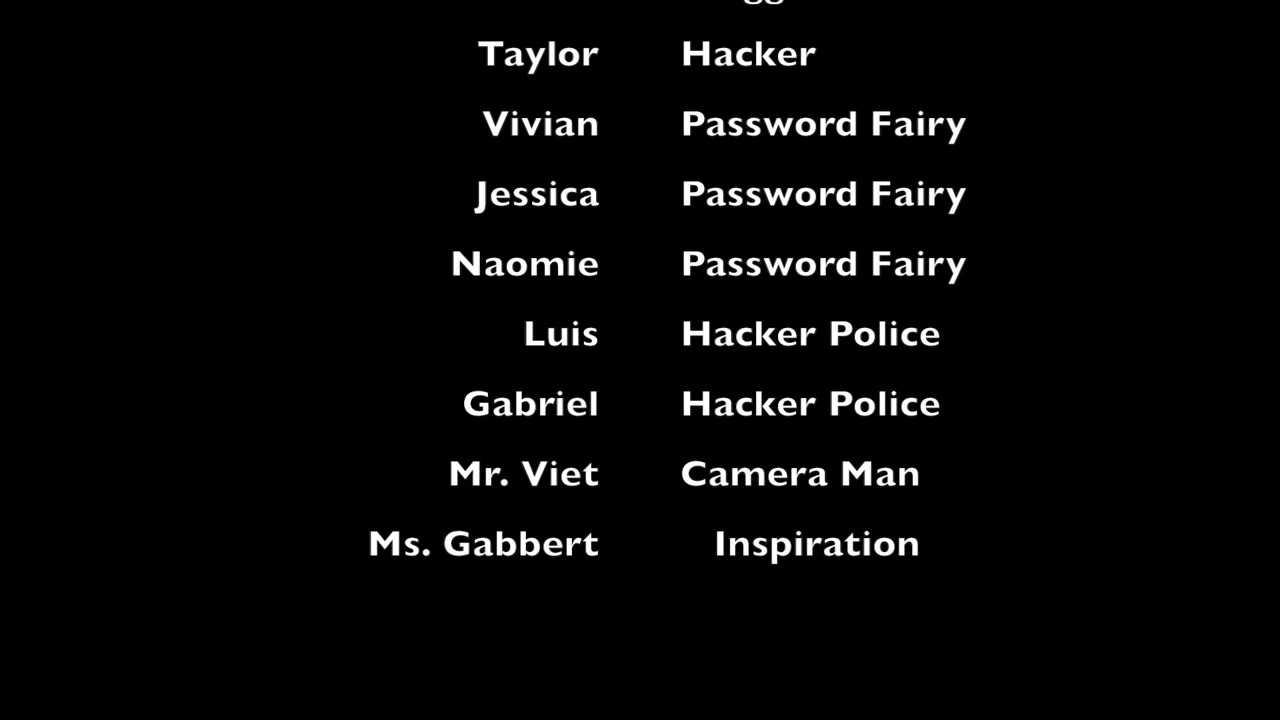 Taylor Hacker
Vivian Password Fairy
Jessica Password Fairy
Naomie Password Fairy
Luis Hacker Police
Gabriel Hacker Police
Mr. Viet Camera Man
Ms. Gabbert Inspiration